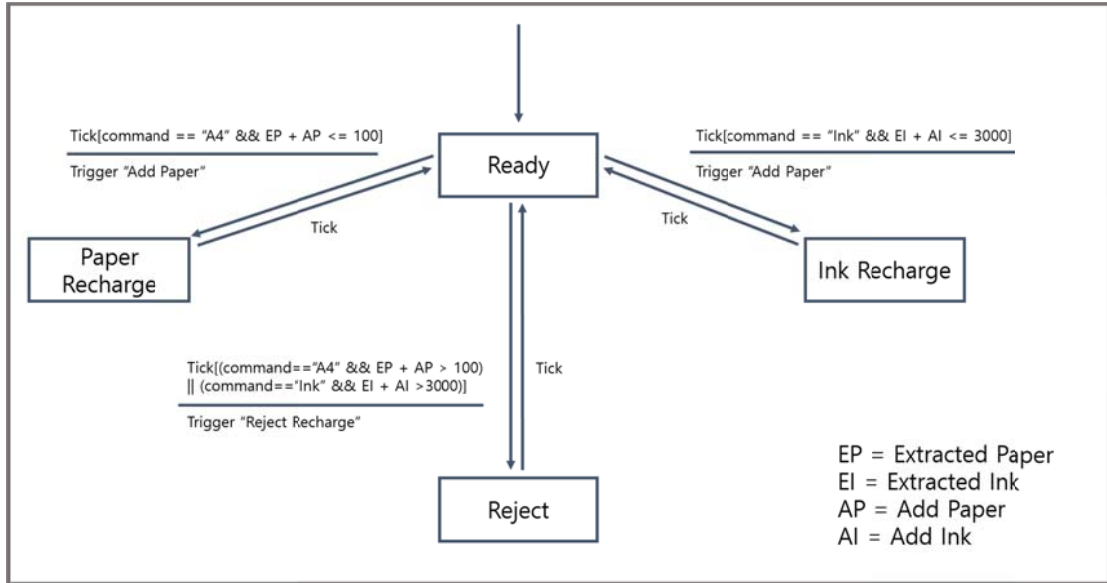 Tick[command == “A4” && EP + AP <= 100]
Trigger “Add Paper”
Ready
Tick[command == “Ink” && EI + AI <= 3000]
Trigger “Add Paper”
Tick
Tick
Paper
Recharge
Ink Recharge
Tick[(command==“A4” && EP + AP > 100)
|| (command==“Ink” && EI + AI >3000)]
Trigger “Reject Recharge”
Tick
Reject
EP = Extracted Paper
EI = Extracted Ink
AP = Add Paper
AI = Add Ink